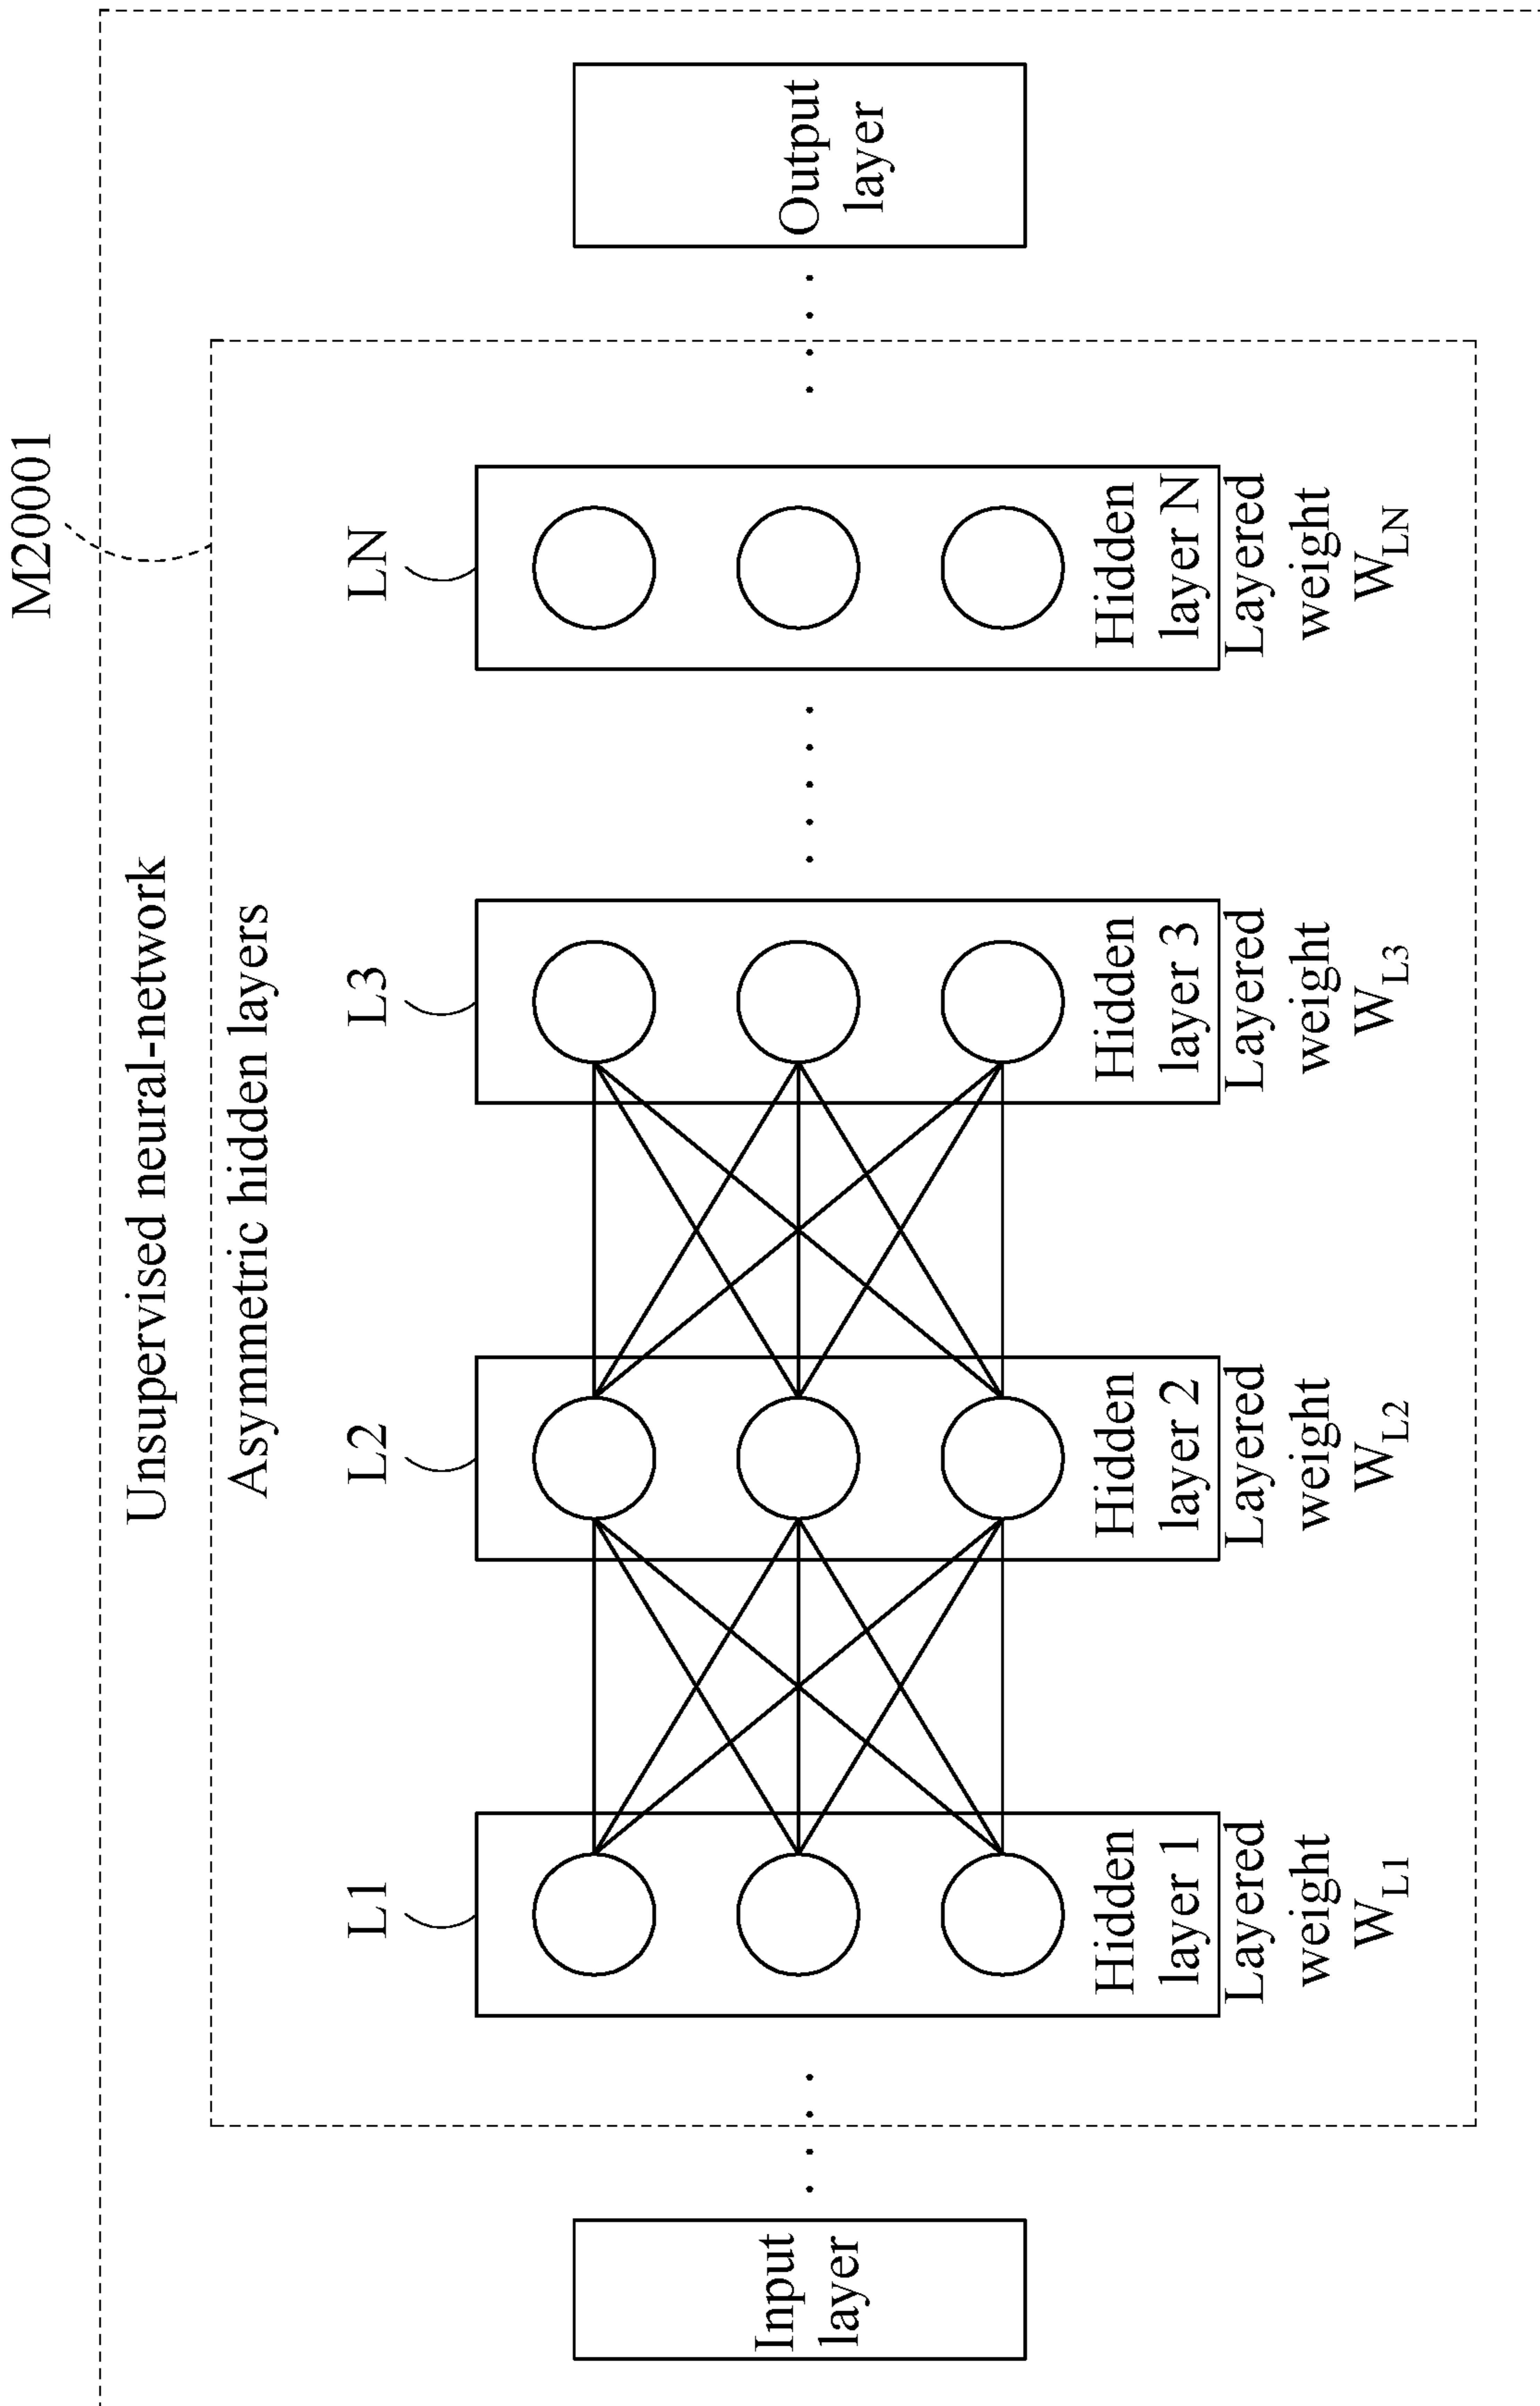 M20001
Unsupervised neural-network
Asymmetric hidden layers
Input
layer
L1
Hidden
layer 1
Layered
weight
W_L1
L2
Hidden
layer 2
Layered
weight
W_L2
L3
Hidden
layer 3
Layered
weight
W_L3
LN
Hidden
layer N
Layered
weight
W_LN
Output
layer